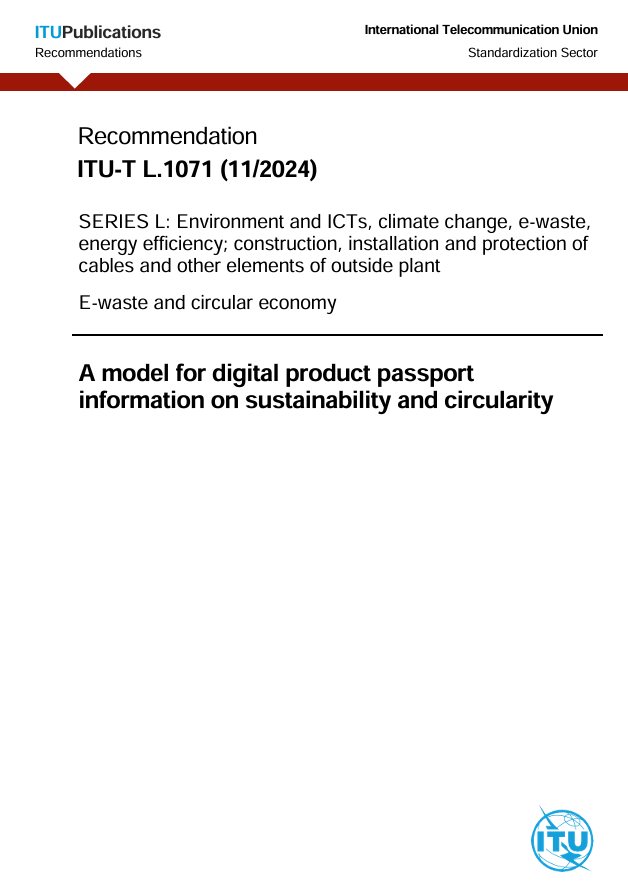 ITUPublications
International Telecommunication Union
Recommendations
Standardization Sector
Recommendation
ITU-T L.1071 (11/2024)
SERIES L: Environment and ICTs, climate change, e-waste,
energy efficiency; construction, installation and protection of
cables and other elements of outside plant
E-waste and circular economy
A model for digital product passport
information on sustainability and circularity
ITU